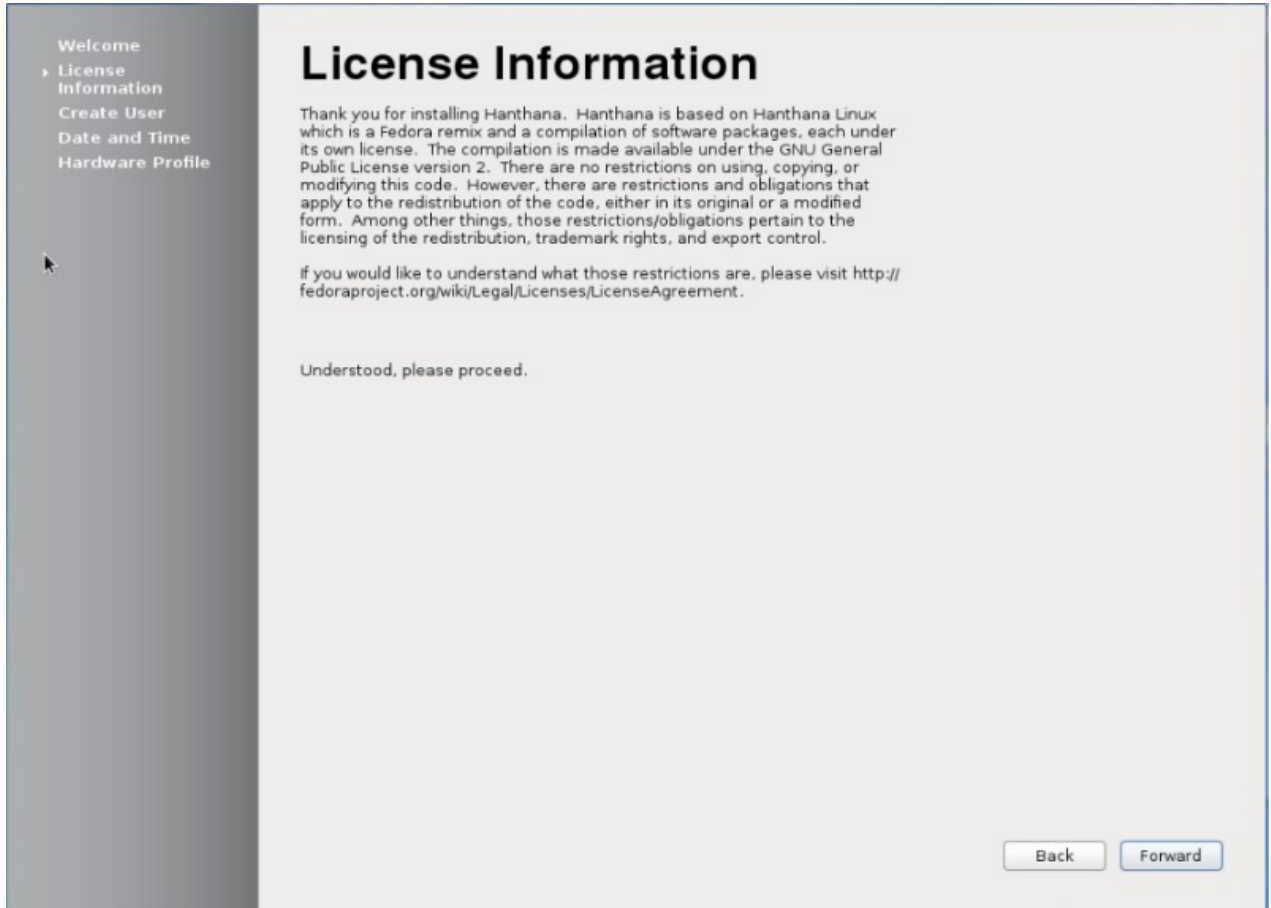 Welcome
License
Information
Create User
Date and Time
Hardware Profile
License Information
Thank you for installing Hanthana.  Hanthana is based on Hanthana Linux
which is a Fedora remix and a compilation of software packages, each under
its own license.  The compilation is made available under the GNU General
Public License version 2.  There are no restrictions on using, copying, or
modifying this code.  However, there are restrictions and obligations that
apply to the redistribution of the code, either in its original or a modified
form.  Among other things, those restrictions/obligations pertain to the
licensing of the redistribution, trademark rights, and export control.
If you would like to understand what those restrictions are, please visit http://
fedoraproject.org/wiki/Legal/Licenses/LicenseAgreement.
Understood, please proceed.
Back
Forward